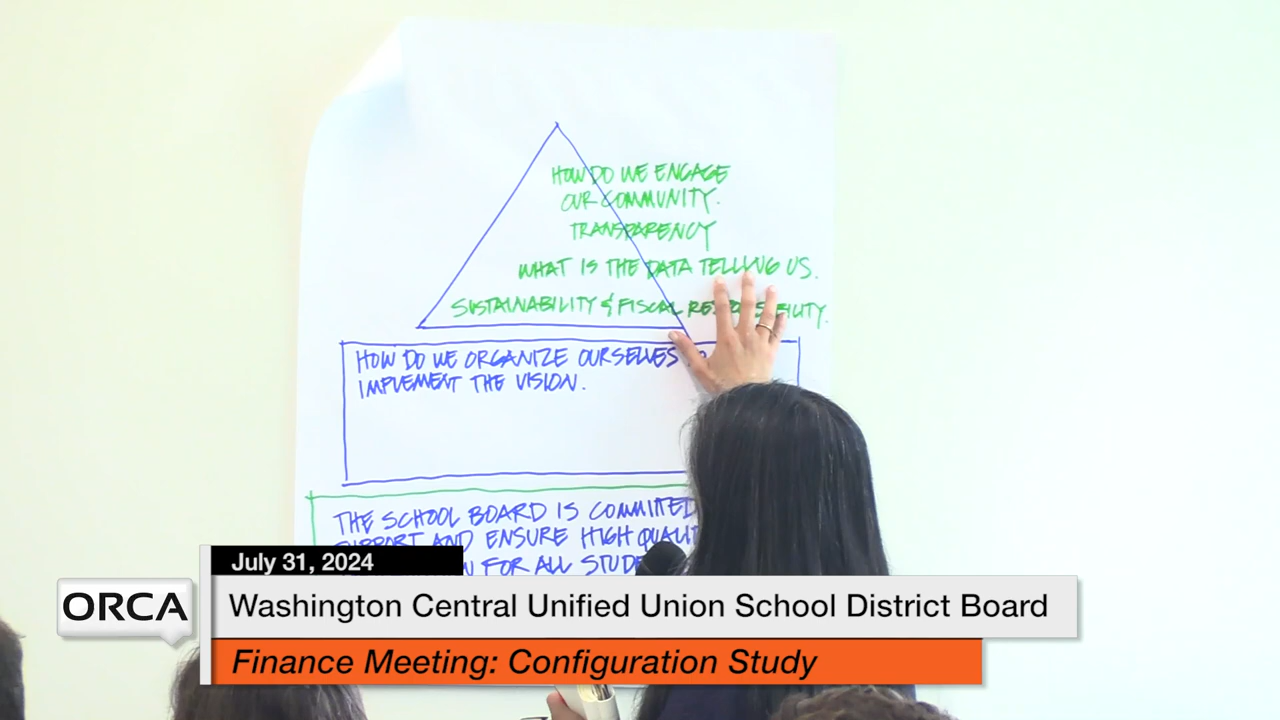 HOW DO WE ENGAGE
OUR COMMUNITY.
TRANSPARENCY
WHAT IS THE DATA TELLING US.
SUSTAINABILITY & FISCAL
HOW DO WE ORGANIZE OURSELVES
IMPLEMENT THE VISION.
THE SCHOOL BOARD IS COMMITTED
AND ENSURE HIGH
FOR ALL
July 31, 2024
ORCA
Washington Central Unified Union School District Board
Finance Meeting: Configuration Study